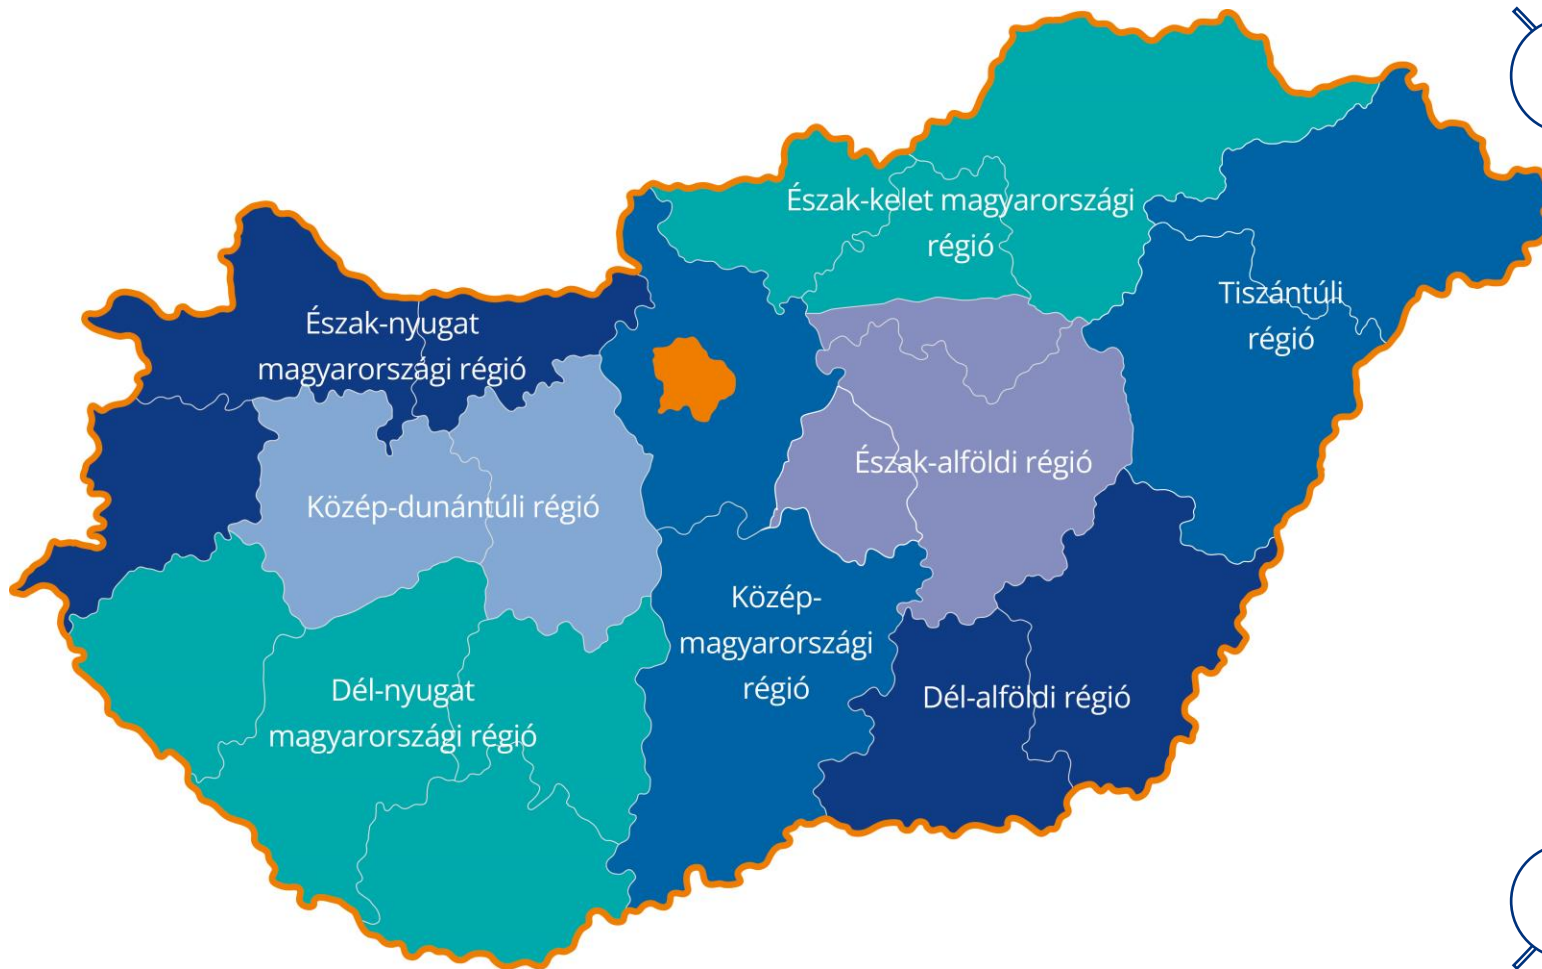 Észak-kelet magyarországi
régió
Tiszántúli
régió
Észak-nyugat
magyarországi régió
Észak-alföldi régió
Közép-dunántúli régió
Közép-
magyarországi
régió
Dél-nyugat
magyarországi régió
Dél-alföldi régió